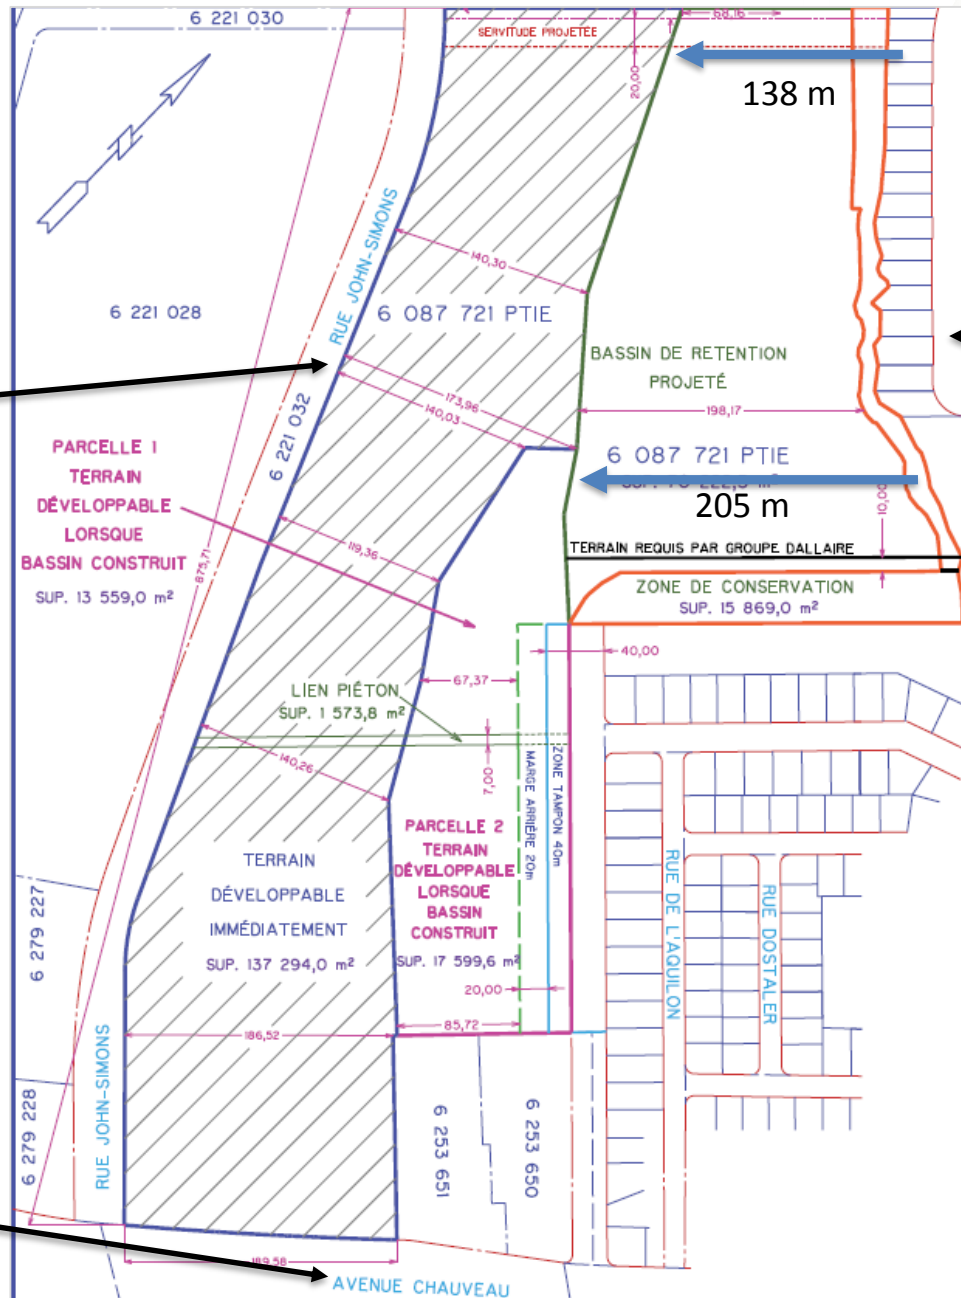 6 221 030
68,16
SERVITUDE PROJETÉE
20,00
138 m
N
RUE JOHN-SIMONS
140,30
6 221 028
6 087 721 PTIE
BASSIN DE RETENTION
PROJETÉ
173,96
140,03
198,17
6 221 032
PARCELLE 1
TERRAIN
DÉVELOPPABLE
LORSQUE
BASSIN CONSTRUIT
SUP. 13 559,0 m²
6 087 721 PTIE
205 m
10,00
875,71
119,36
TERRAIN REQUIS PAR GROUPE DALLAIRE
ZONE DE CONSERVATION
SUP. 15 869,0 m²
40,00
67,37
LIEN PIÉTON
SUP. 1 573,8 m²
7,00
140,26
MARGE ARRIÈRE 20m
ZONE TAMPON 40m
PARCELLE 2
TERRAIN
DÉVELOPPABLE
LORSQUE
BASSIN
CONSTRUIT
SUP. 17 599,6 m²
TERRAIN
DÉVELOPPABLE
IMMÉDIATEMENT
SUP. 137 294,0 m²
RUE DE L'AQUILON
RUE DOSTALER
6 279 227
20,00
85,72
186,52
RUE JOHN-SIMONS
6 279 228
6 253 651
6 253 650
189,58
AVENUE CHAUVEAU